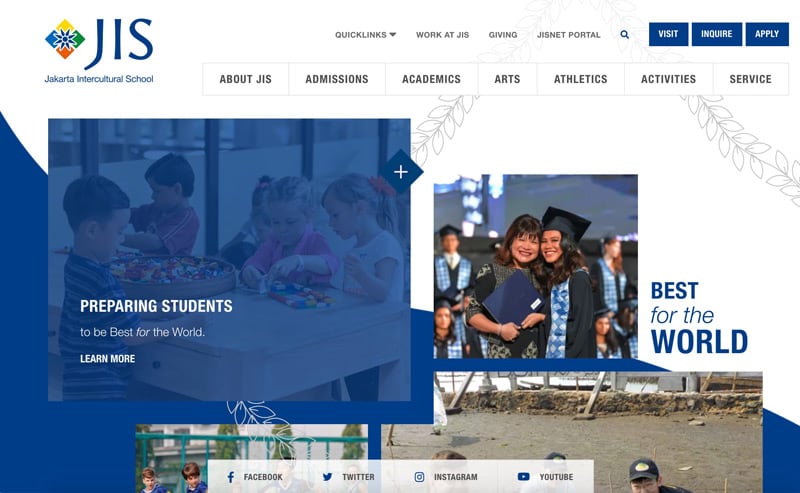 JIS
Jakarta Intercultural School
QUICKLINKS WORK AT JIS GIVING JISNET PORTAL VISIT INQUIRE APPLY
ABOUT JIS ADMISSIONS ACADEMICS ARTS ATHLETICS ACTIVITIES SERVICE
PREPARING STUDENTS
to be Best for the World.
LEARN MORE
BEST
for the
WORLD
FACEBOOK TWITTER INSTAGRAM YOUTUBE